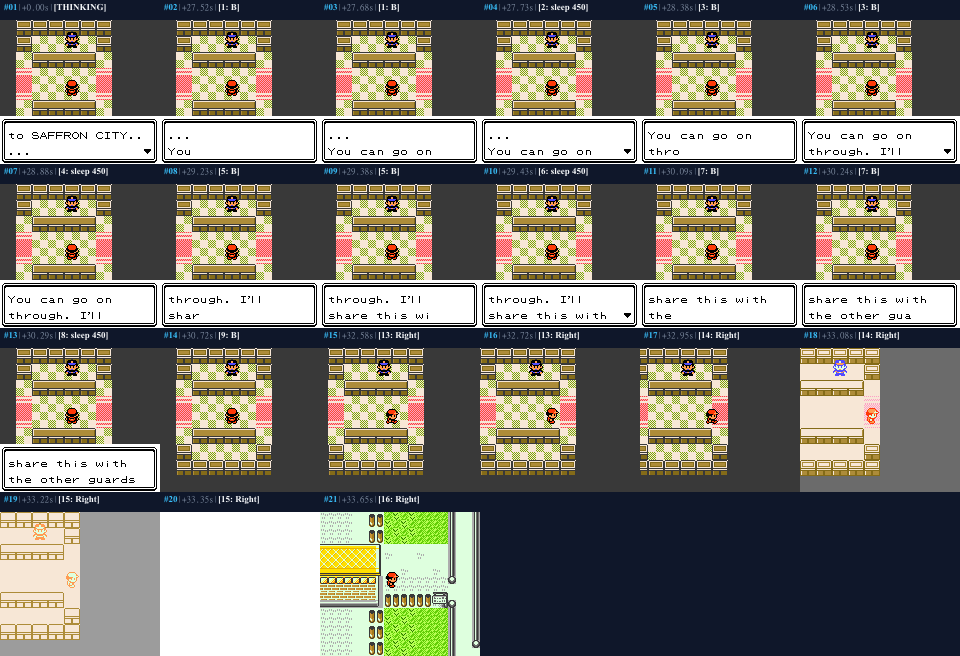 #01|+0.00s|[THINKING]
to SAFFRON CITY..
...
#02|+27.52s|[1: B]
...
You
#03|+27.68s|[1: B]
...
You can go on
#04|+27.73s|[2: sleep 450]
...
You can go on
#05|+28.38s|[3: B]
You can go on
thro
#06|+28.53s|[3: B]
You can go on
through. I'll
#07|+28.88s|[4: sleep 450]
You can go on
through. I'll
#08|+29.23s|[5: B]
through. I'll
shar
#09|+29.38s|[5: B]
through. I'll
share this wi
#10|+29.43s|[6: sleep 450]
through. I'll
share this with
#11|+30.09s|[7: B]
share this with
the
#12|+30.24s|[7: B]
share this with
the other gua
#13|+30.29s|[8: sleep 450]
share this with
the other guards
#14|+30.72s|[9: B]
#15|+32.58s|[13: Right]
#16|+32.72s|[13: Right]
#17|+32.95s|[14: Right]
#18|+33.08s|[14: Right]
#19|+33.22s|[15: Right]
#20|+33.35s|[15: Right]
#21|+33.65s|[16: Right]